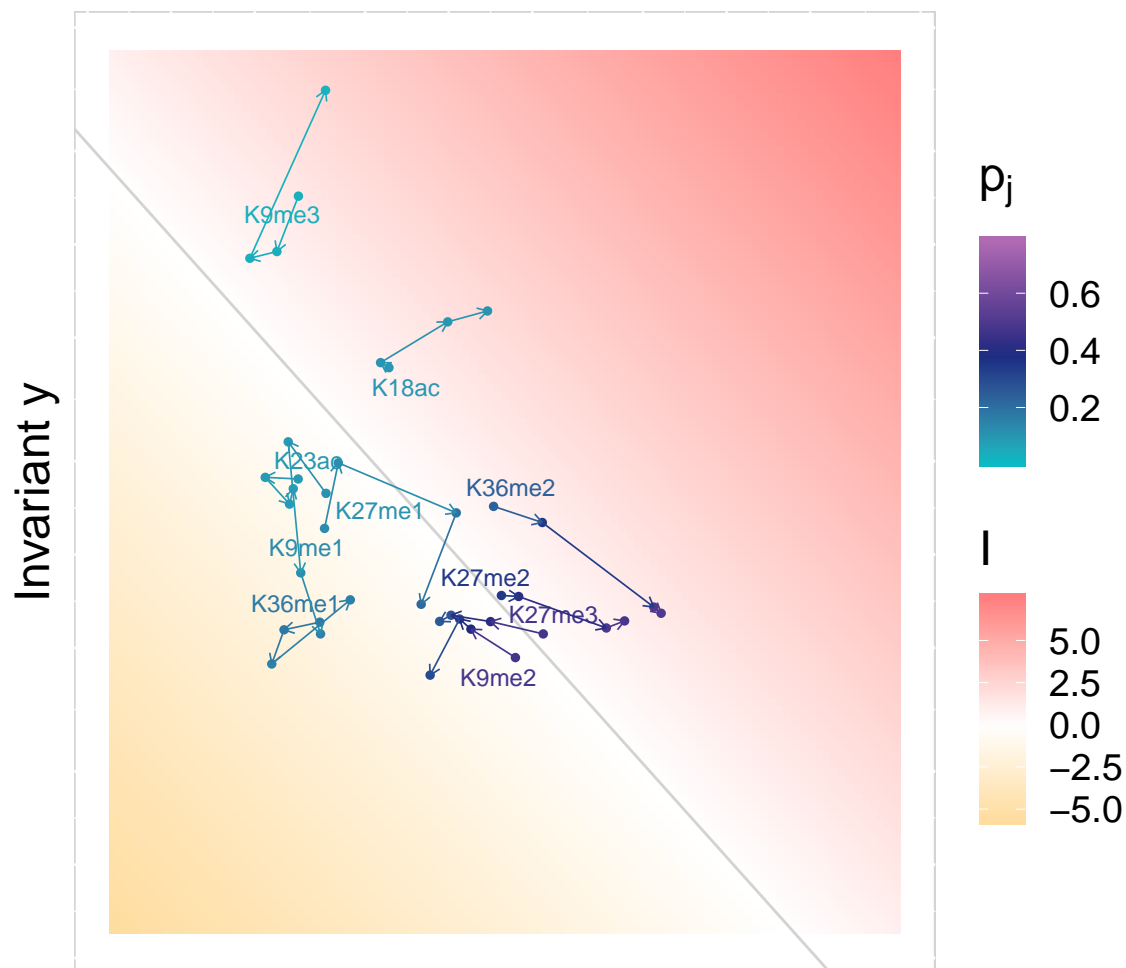 Invariant y
K9me3
K18ac
K23ac
K36me2
K27me1
K9me1
K27me2
K36me1
K27me3
K9me2
pj
0.6
0.4
0.2
I
5.0
2.5
0.0
−2.5
−5.0